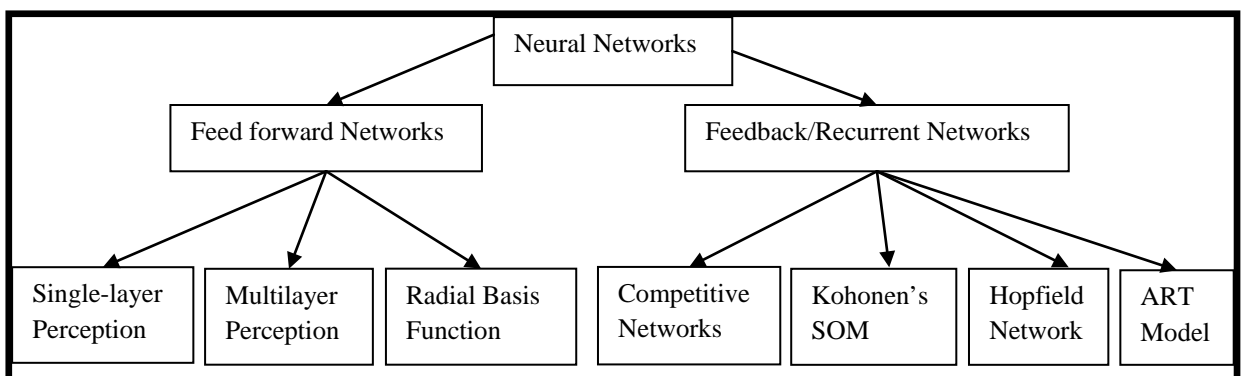 Neural Networks
Feed forward Networks
Feedback/Recurrent Networks
Single-layer
Perception
Multilayer
Perception
Radial Basis
Function
Competitive
Networks
Kohonen’s
SOM
Hopfield
Network
ART
Model